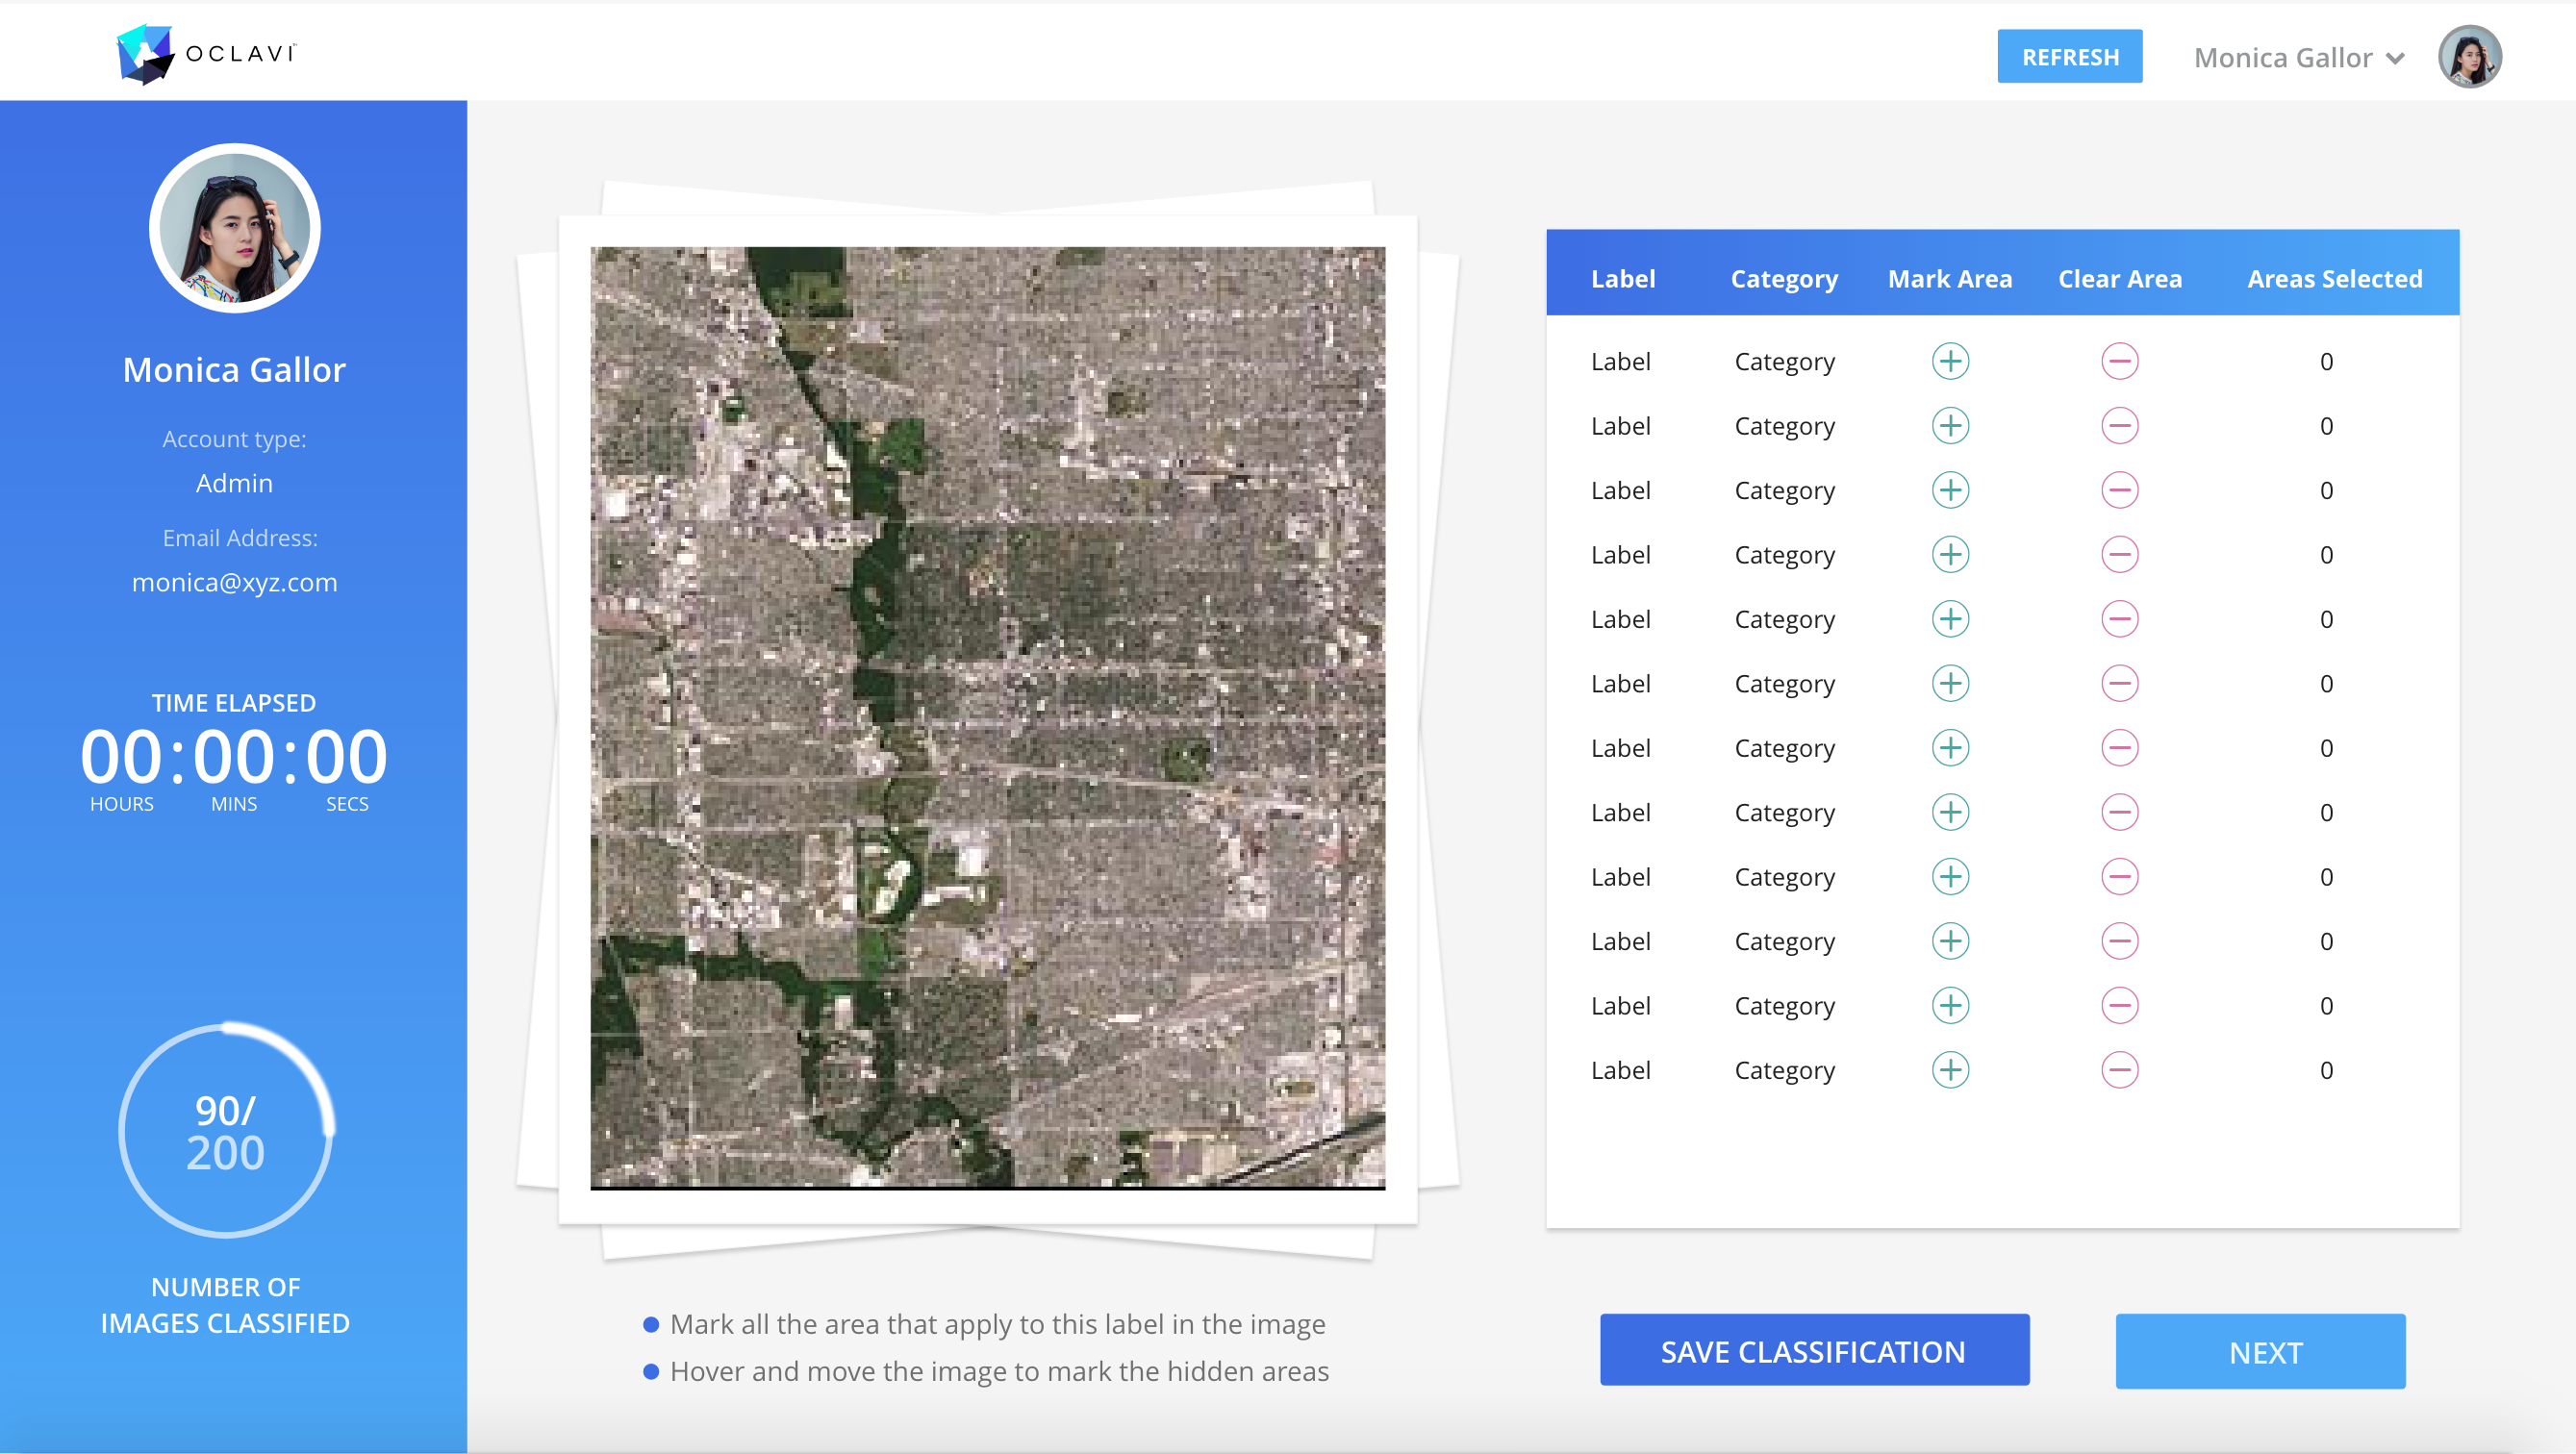 OCLAVI
REFRESH
Monica Gallor
Monica Gallor
Account type:
Admin
Email Address:
monica@xyz.com
TIME ELAPSED
00:00:00
HOURS MINS SECS
90/
200
NUMBER OF
IMAGES CLASSIFIED
Mark all the area that apply to this label in the image
Hover and move the image to mark the hidden areas
Label Category Mark Area Clear Area Areas Selected
Label Category 0
Label Category 0
Label Category 0
Label Category 0
Label Category 0
Label Category 0
Label Category 0
Label Category 0
Label Category 0
Label Category 0
Label Category 0
Label Category 0
SAVE CLASSIFICATION
NEXT